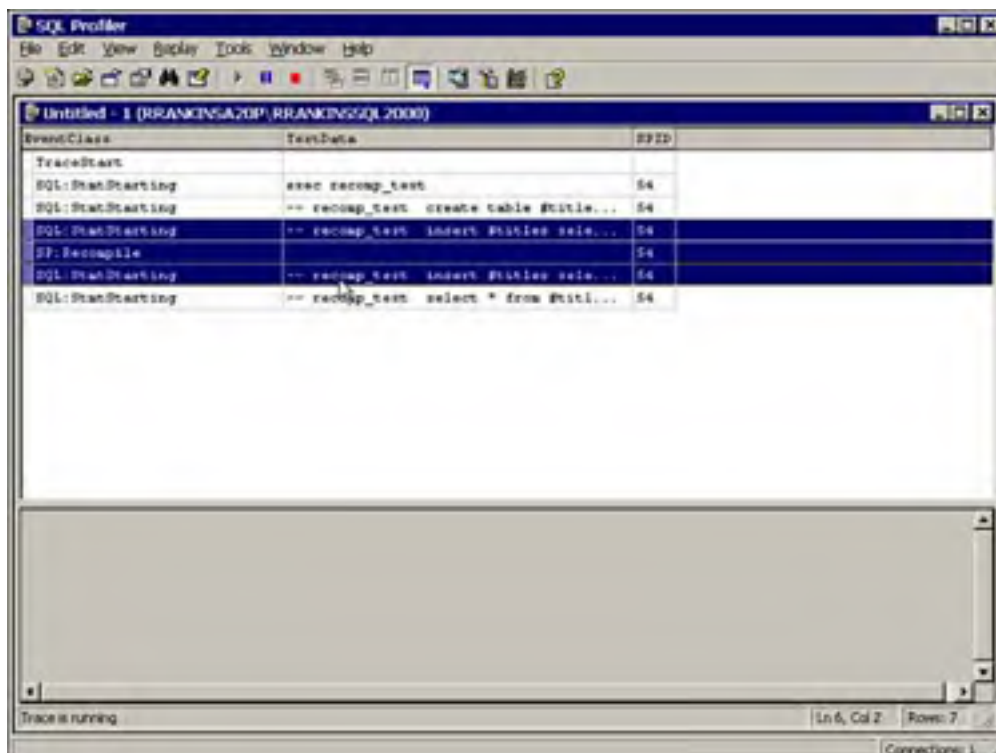 SQL Profiler
File Edit View Replay Tools Window Help
Untitled - 1 (RRANKINSA20P\RRANKINSSQL2000)
EventClass TextData SPID
TraceStart
SQL:StmtStarting exec recomp_test 54
SQL:StmtStarting -- recomp_test create table #title... 54
SQL:StmtStarting -- recomp_test insert #titles sele... 54
SP:Recompile 54
SQL:StmtStarting -- recomp_test insert #titles sele... 54
SQL:StmtStarting -- recomp_test select * from #titl... 54
Trace is running
Ln 6, Col 2 Rows: 7
Connections: 1